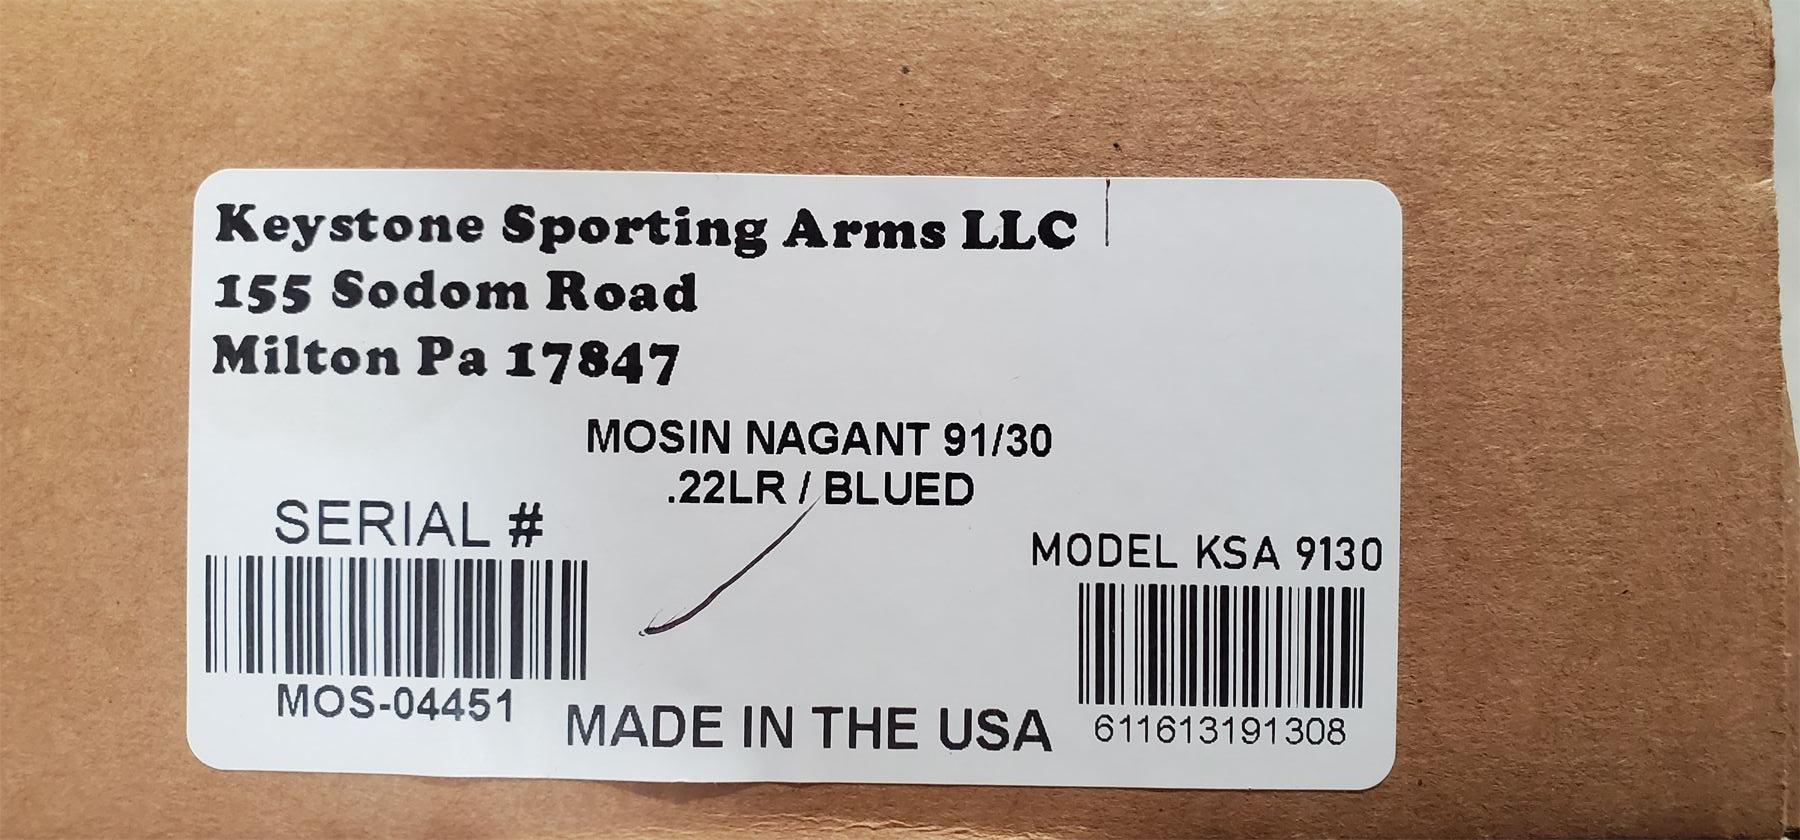 Keystone Sporting Arms LLC
155 Sodom Road
Milton Pa 17847
MOSIN NAGANT 91/30
.22LR / BLUED
SERIAL #
MOS-04451
MADE IN THE USA
MODEL KSA 9130
611613191308